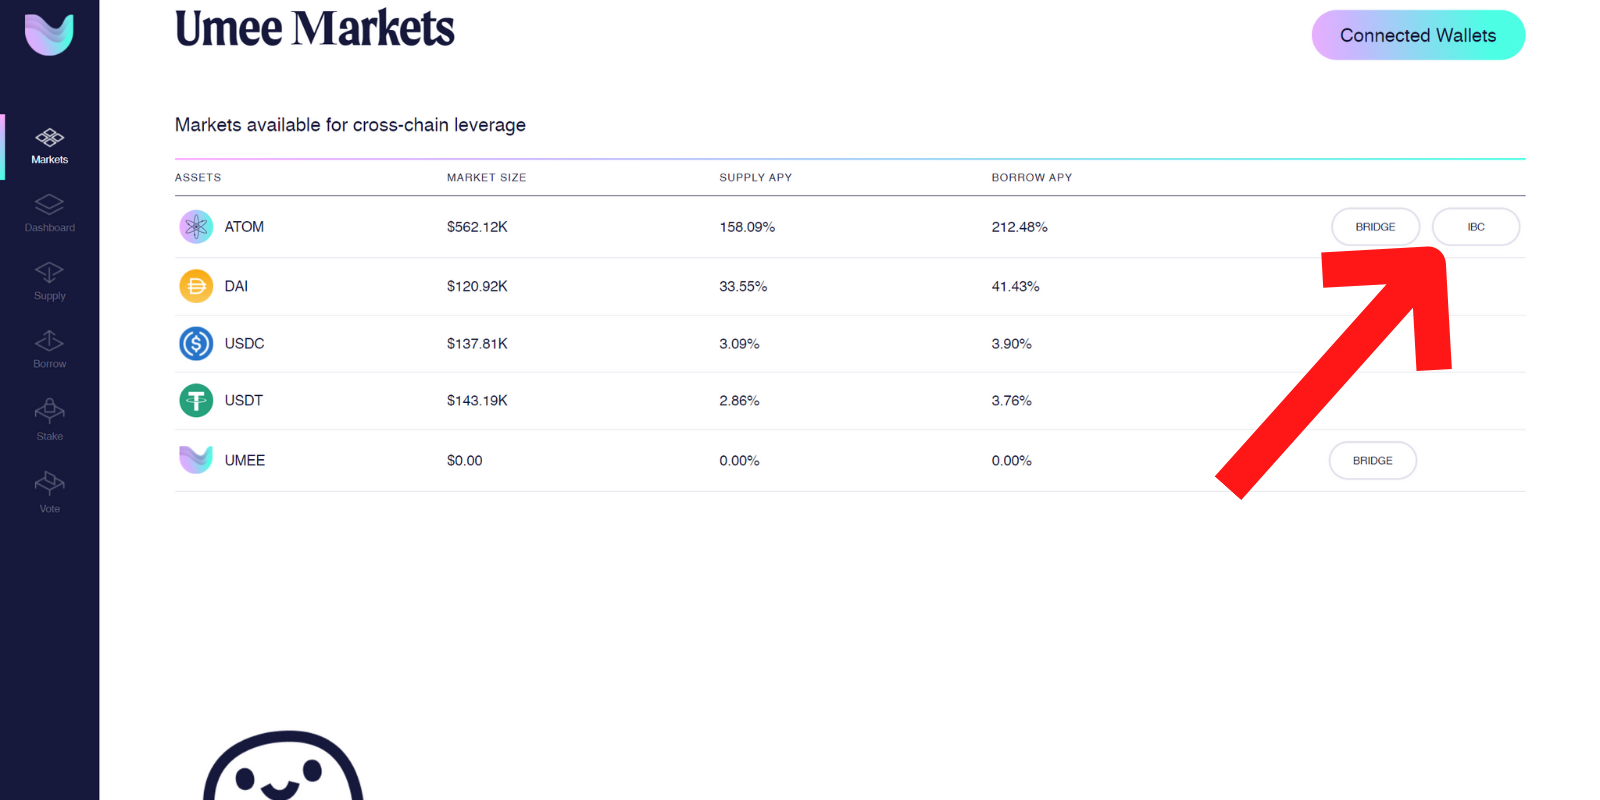 Umee Markets
Connected Wallets
Markets
Dashboard
Supply
Borrow
Stake
Vote
Markets available for cross-chain leverage
ASSETS MARKET SIZE SUPPLY APY BORROW APY
ATOM $562.12K 158.09% 212.48% BRIDGE IBC
DAI $120.92K 33.55% 41.43%
USDC $137.81K 3.09% 3.90%
USDT $143.19K 2.86% 3.76%
UMEE $0.00 0.00% 0.00% BRIDGE